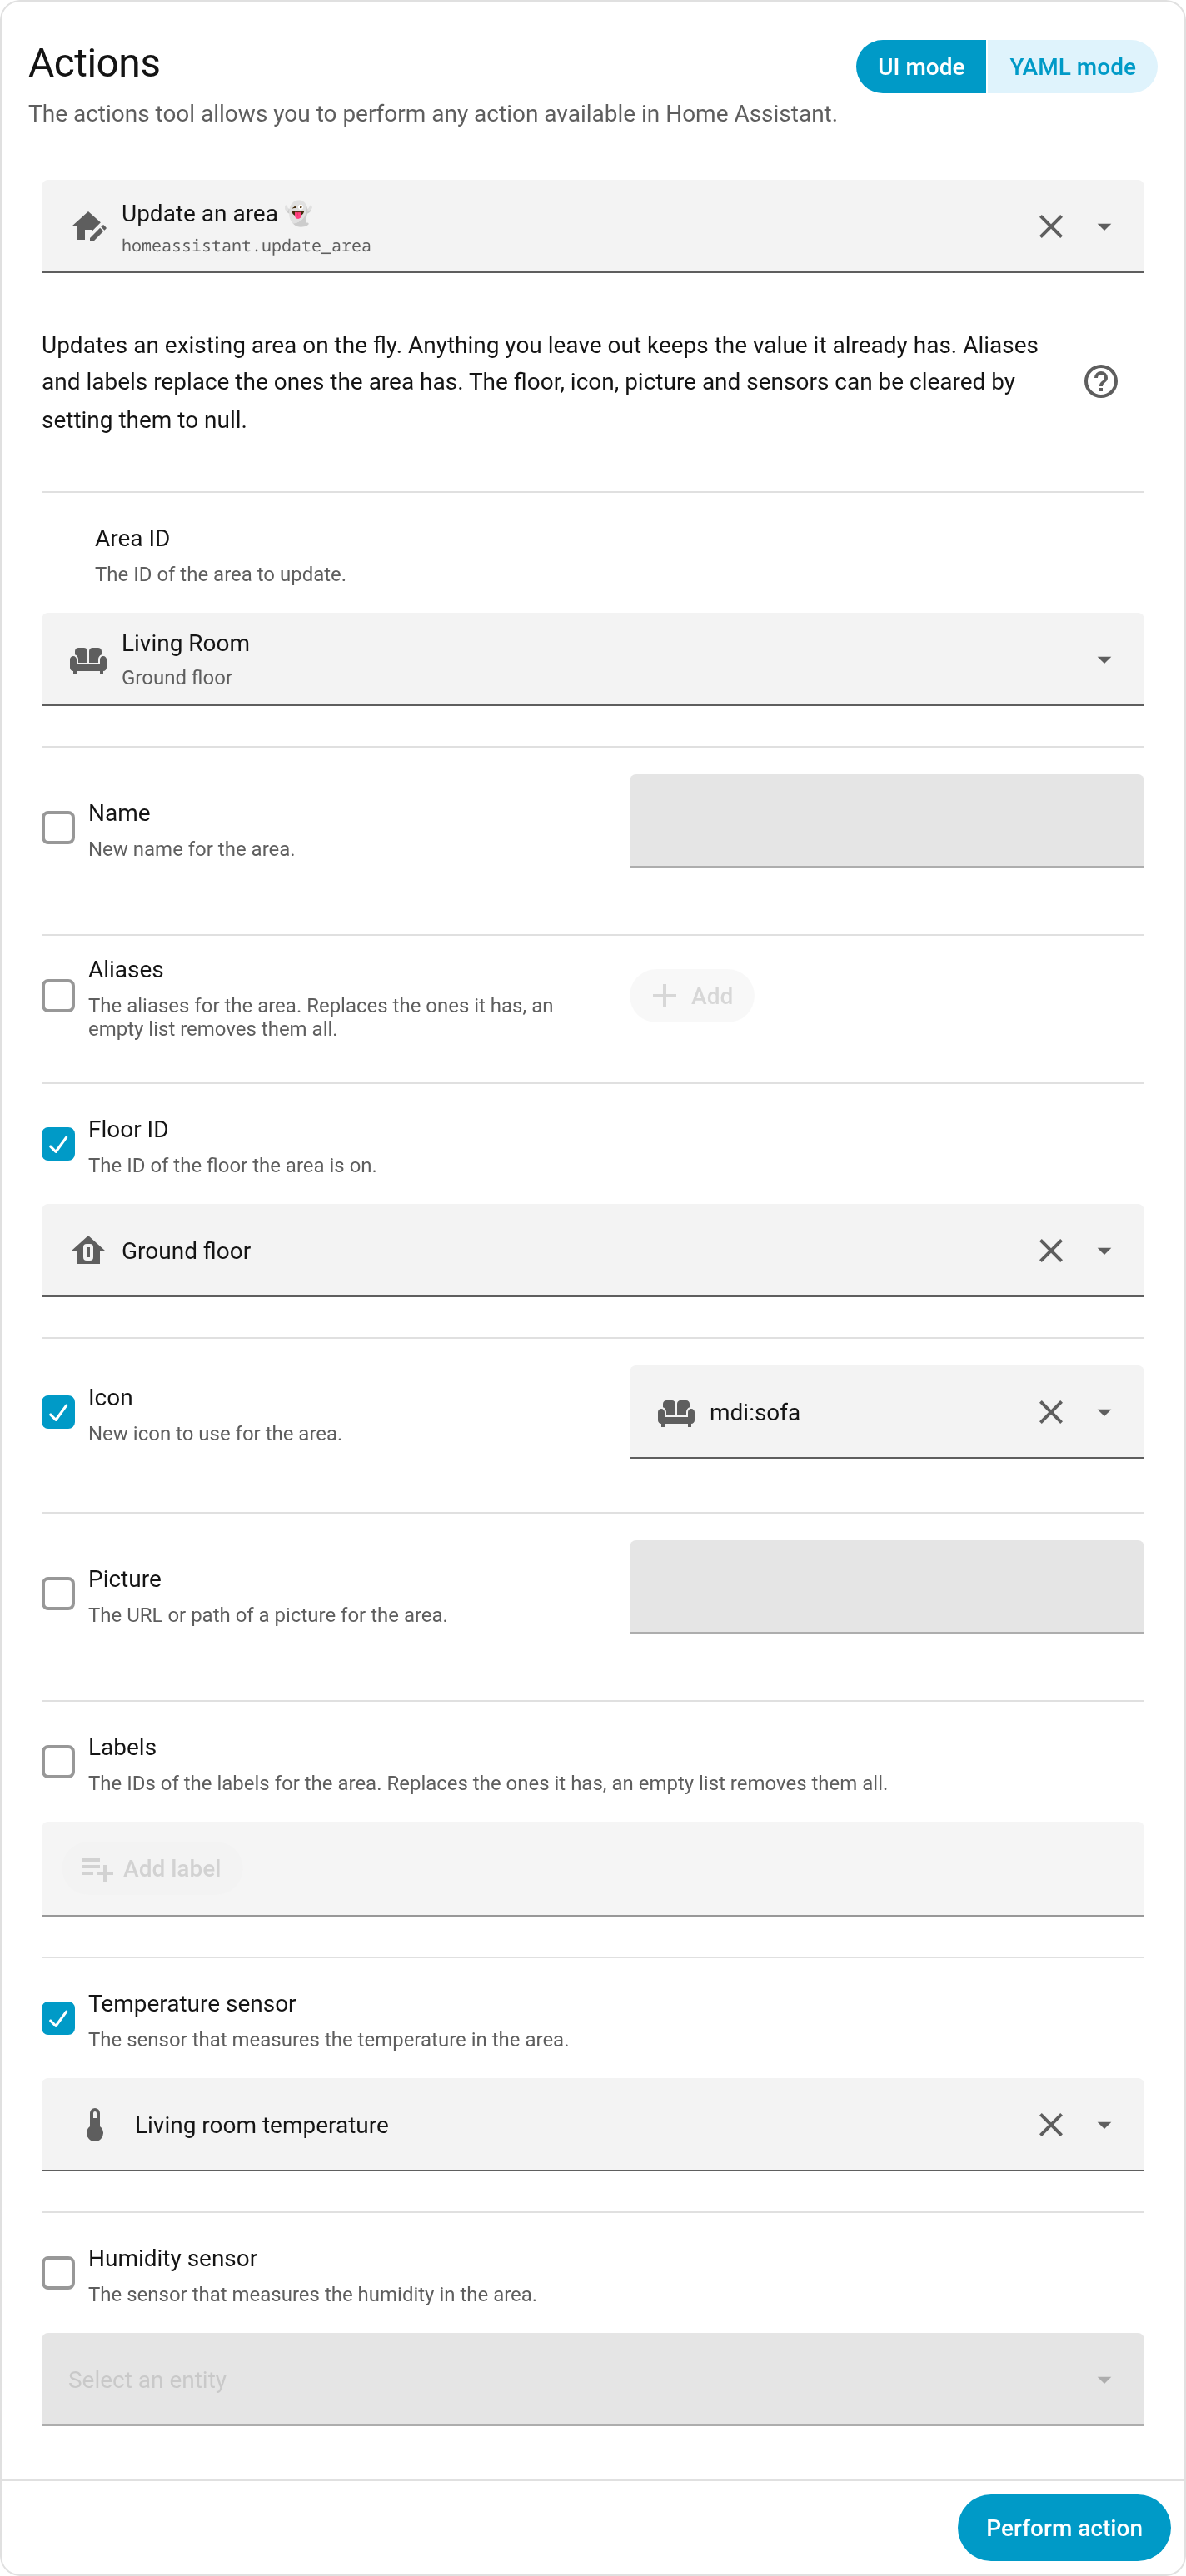 Actions
UI mode
YAML mode
The actions tool allows you to perform any action available in Home Assistant.
Update an area 👻
homeassistant.update_area
Updates an existing area on the fly. Anything you leave out keeps the value it already has. Aliases
and labels replace the ones the area has. The floor, icon, picture and sensors can be cleared by
setting them to null.
Area ID
The ID of the area to update.
Living Room
Ground floor
Name
New name for the area.
Aliases
The aliases for the area. Replaces the ones it has, an
empty list removes them all.
Add
Floor ID
The ID of the floor the area is on.
Ground floor
Icon
New icon to use for the area.
mdi:sofa
Picture
The URL or path of a picture for the area.
Labels
The IDs of the labels for the area. Replaces the ones it has, an empty list removes them all.
Add label
Temperature sensor
The sensor that measures the temperature in the area.
Living room temperature
Humidity sensor
The sensor that measures the humidity in the area.
Select an entity
Perform action